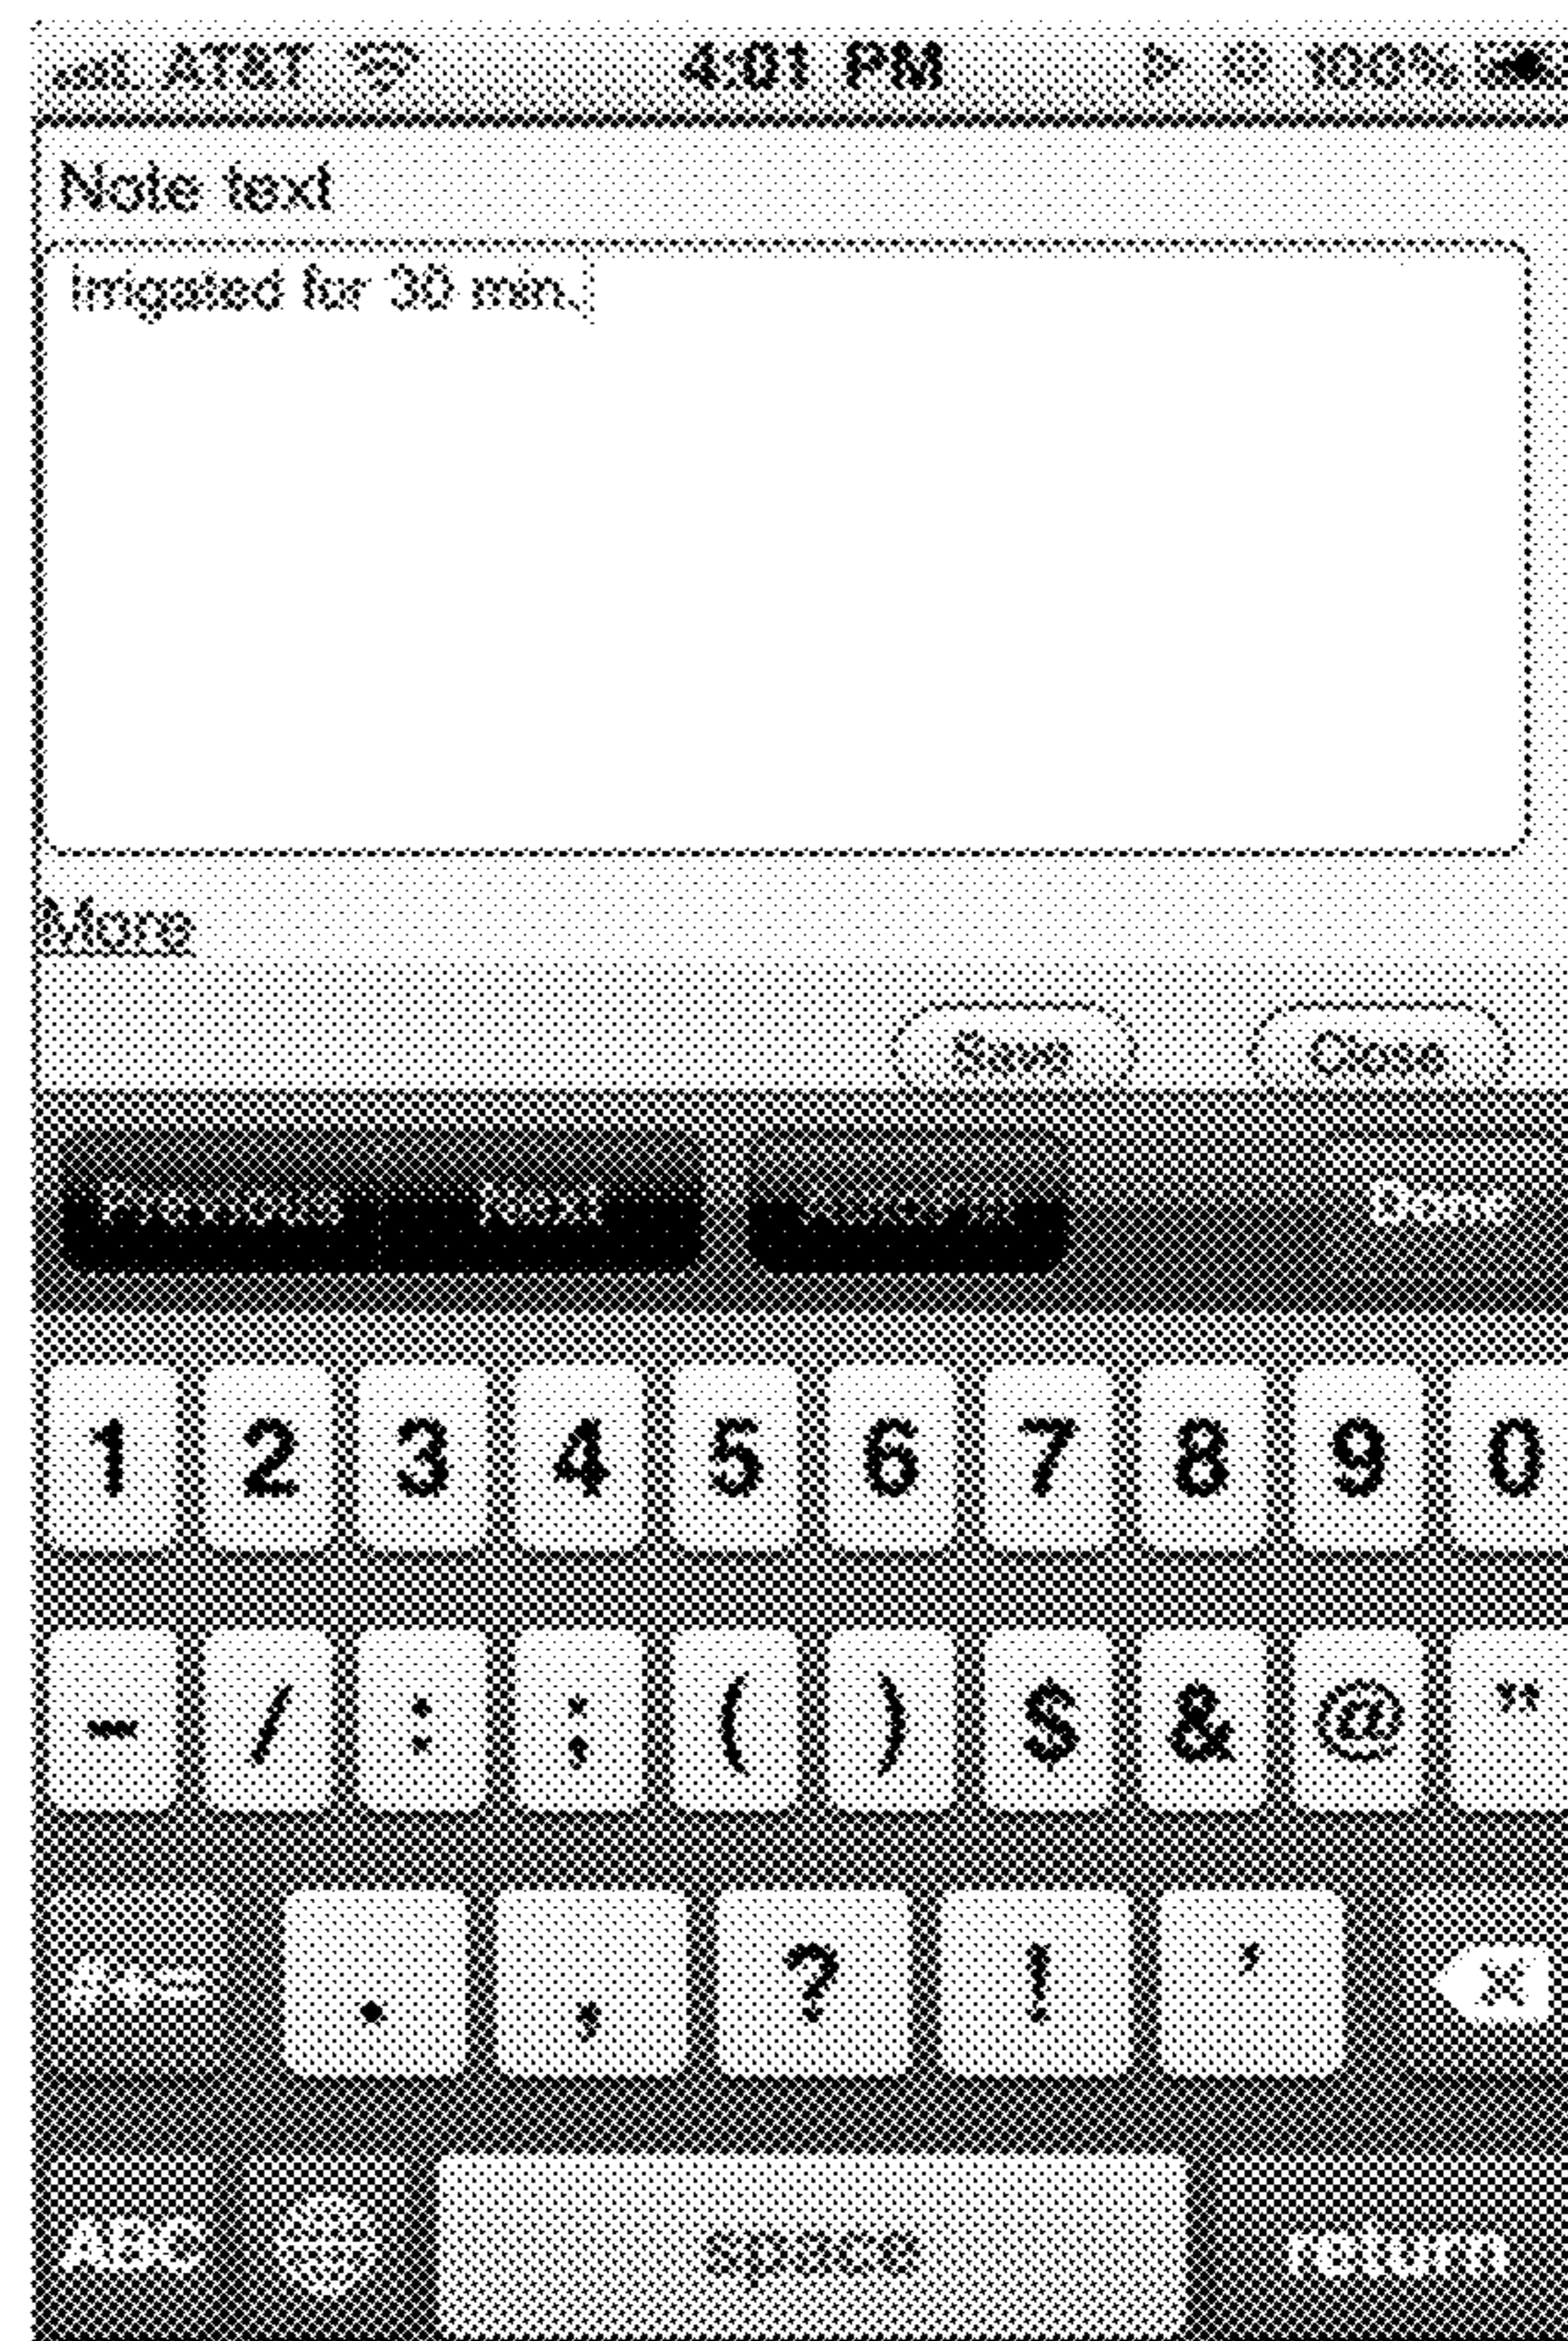 AT&T 4:01 PM 100%
Note text
Irrigated for 30 min.
More
Save Close
Done
1 2 3 4 5 6 7 8 9 0
- / : ; ( ) $ & @ "
#+= . , ? ! '
ABC space return